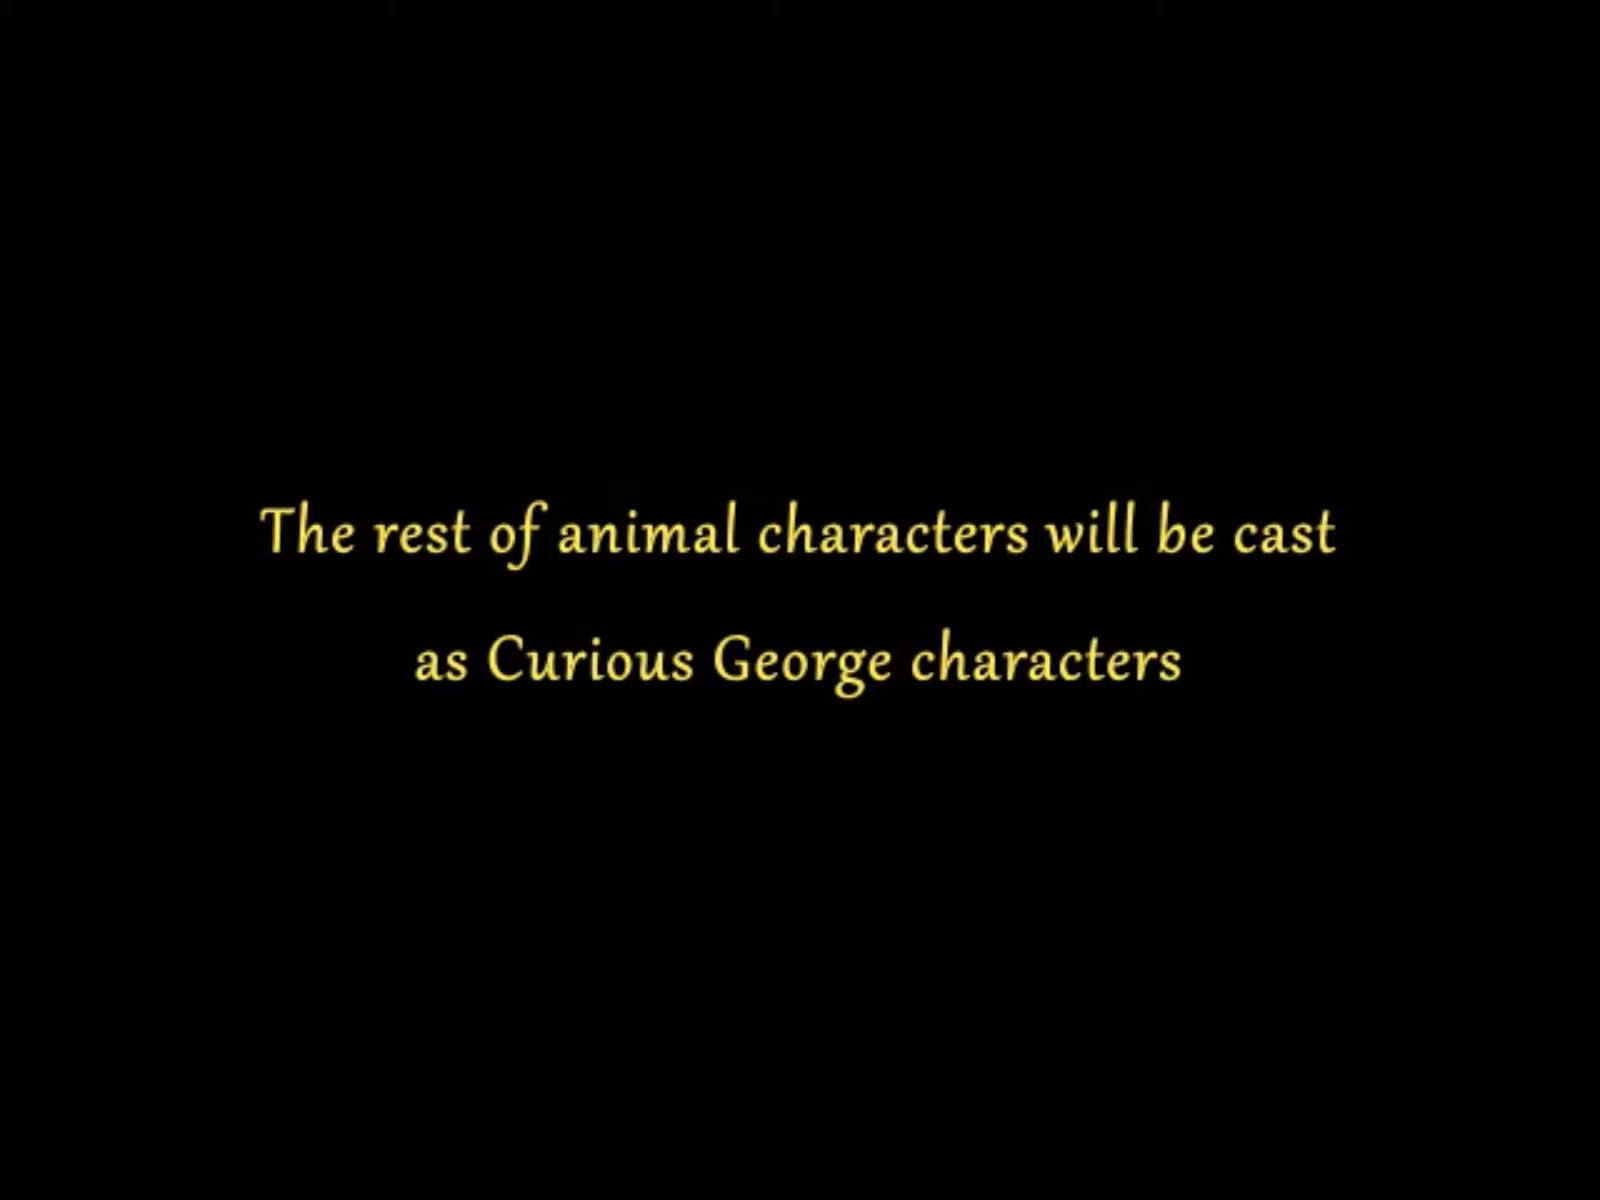 The rest of animal characters will be cast
as Curious George characters